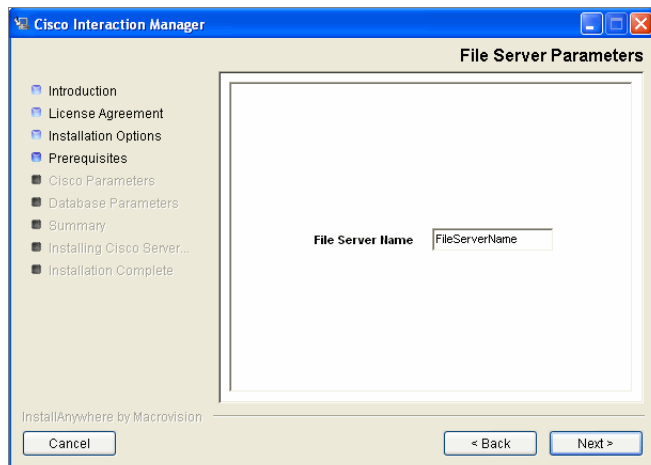 Cisco Interaction Manager
File Server Parameters
Introduction
License Agreement
Installation Options
Prerequisites
Cisco Parameters
Database Parameters
Summary
Installing Cisco Server...
Installation Complete
File Server Name
FileServerName
InstallAnywhere by Macrovision
Cancel
< Back
Next >